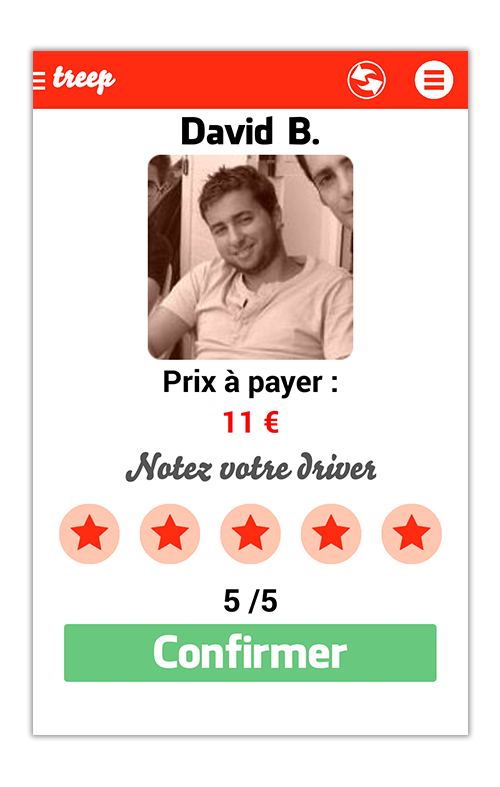 treep
David B.
Prix à payer :
11 €
Notez votre driver
5 /5
Confirmer